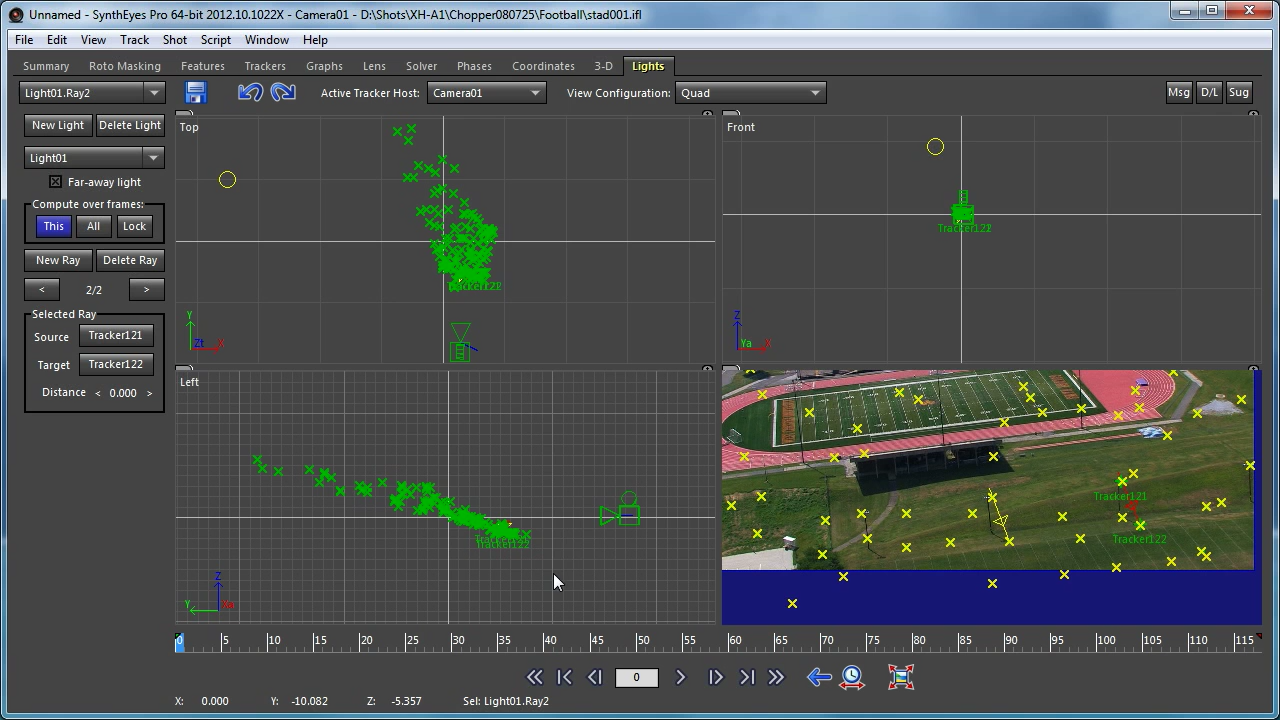 Unnamed - SynthEyes Pro 64-bit 2012.10.1022X - Camera01 - D:\Shots\XH-A1\Chopper080725\Football\stad001.ifl
File Edit View Track Shot Script Window Help
Summary Roto Masking Features Trackers Graphs Lens Solver Phases Coordinates 3-D Lights
Light01.Ray2 Active Tracker Host: Camera01 View Configuration: Quad Msg D/L Sug
New Light Delete Light
Light01
Far-away light
Compute over frames:
This All Lock
New Ray Delete Ray
< 2/2 >
Selected Ray
Source Tracker121
Target Tracker122
Distance < 0.000 >
Top
Y
Zt X
Front
Tracker122
Z
Ya X
Left
Tracker122
Z
Y Xa
Tracker121
Tracker122
0 5 10 15 20 25 30 35 40 45 50 55 60 65 70 75 80 85 90 95 100 105 110 115
0
X: 0.000 Y: -10.082 Z: -5.357 Sel: Light01.Ray2